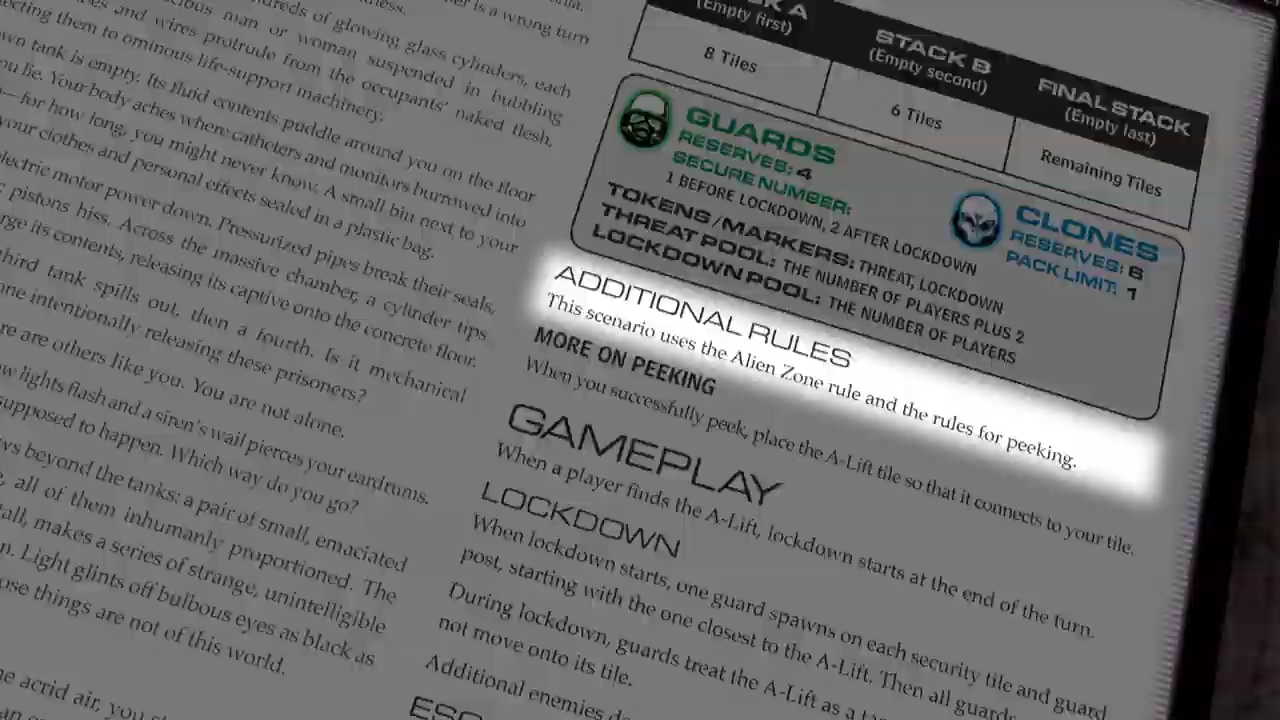 is a wrong turn
hundreds of glowing glass cylinders, each
man or woman suspended in bubbling
and wires protrude from the occupants' naked flesh,
them to ominous life-support machinery.
own tank is empty. Its fluid contents puddle around you on the floor
you lie. Your body aches where catheters and monitors burrowed into
— for how long, you might never know. A small bin next to your
your clothes and personal effects sealed in a plastic bag.
electric motor power down. Pressurized pipes break their seals,
pistons hiss. Across the massive chamber, a cylinder tips
its contents, releasing its captive onto the concrete floor.
third tank spills out, then a fourth. Is it mechanical
one intentionally releasing these prisoners?
are others like you. You are not alone.
lights flash and a siren's wail pierces your eardrums.
supposed to happen. Which way do you go?
beyond the tanks: a pair of small, emaciated
all of them inhumanly proportioned. The
tall, makes a series of strange, unintelligible
Light glints off bulbous eyes as black as
those things are not of this world.
acrid air, you
A
(Empty first)
STACK B
(Empty second)
FINAL STACK
(Empty last)
8 Tiles
6 Tiles
Remaining Tiles
GUARDS
RESERVES: 4
SECURE NUMBER:
1 BEFORE LOCKDOWN, 2 AFTER LOCKDOWN
CLONES
RESERVES: 6
PACK LIMIT: 1
TOKENS/MARKERS: THREAT, LOCKDOWN
THREAT POOL: THE NUMBER OF PLAYERS PLUS 2
LOCKDOWN POOL: THE NUMBER OF PLAYERS
ADDITIONAL RULES
This scenario uses the Alien Zone rule and the rules for peeking.
MORE ON PEEKING
When you successfully peek, place the A-Lift tile so that it connects to your tile.
GAMEPLAY
When a player finds the A-Lift, lockdown starts at the end of the turn.
LOCKDOWN
When lockdown starts, one guard spawns on each security tile and guard
post, starting with the one closest to the A-Lift. Then all guards
During lockdown, guards treat the A-Lift as a
not move onto its tile.
Additional enemies